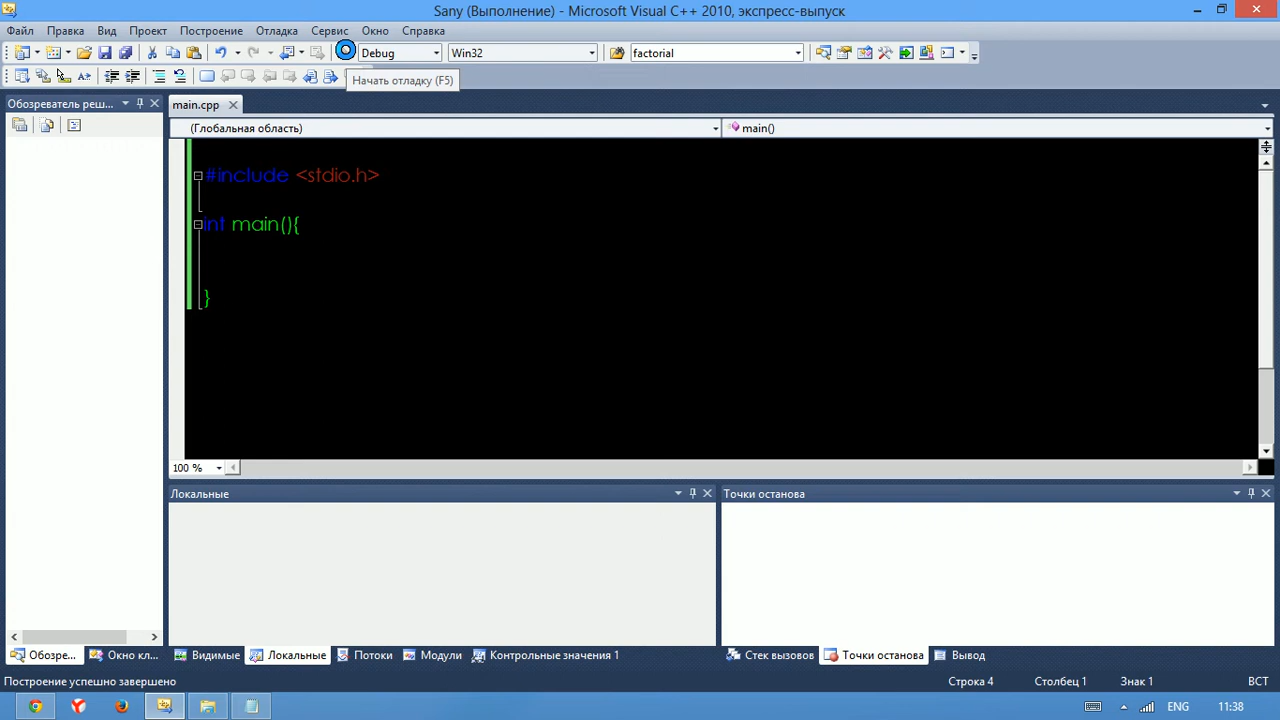 Sany (Выполнение) - Microsoft Visual C++ 2010, экспресс-выпуск
Файл Правка Вид Проект Построение Отладка Сервис Окно Справка
Debug Win32 factorial
Начать отладку (F5)
Обозреватель реш... main.cpp
(Глобальная область) main()
#include <stdio.h>
int main(){
}
100 %
Локальные Точки останова
Обозре... Окно кл... Видимые Локальные Потоки Модули Контрольные значения 1 Стек вызовов Точки останова Вывод
Построение успешно завершено Строка 4 Столбец 1 Знак 1 ВСТ
ENG 11:38